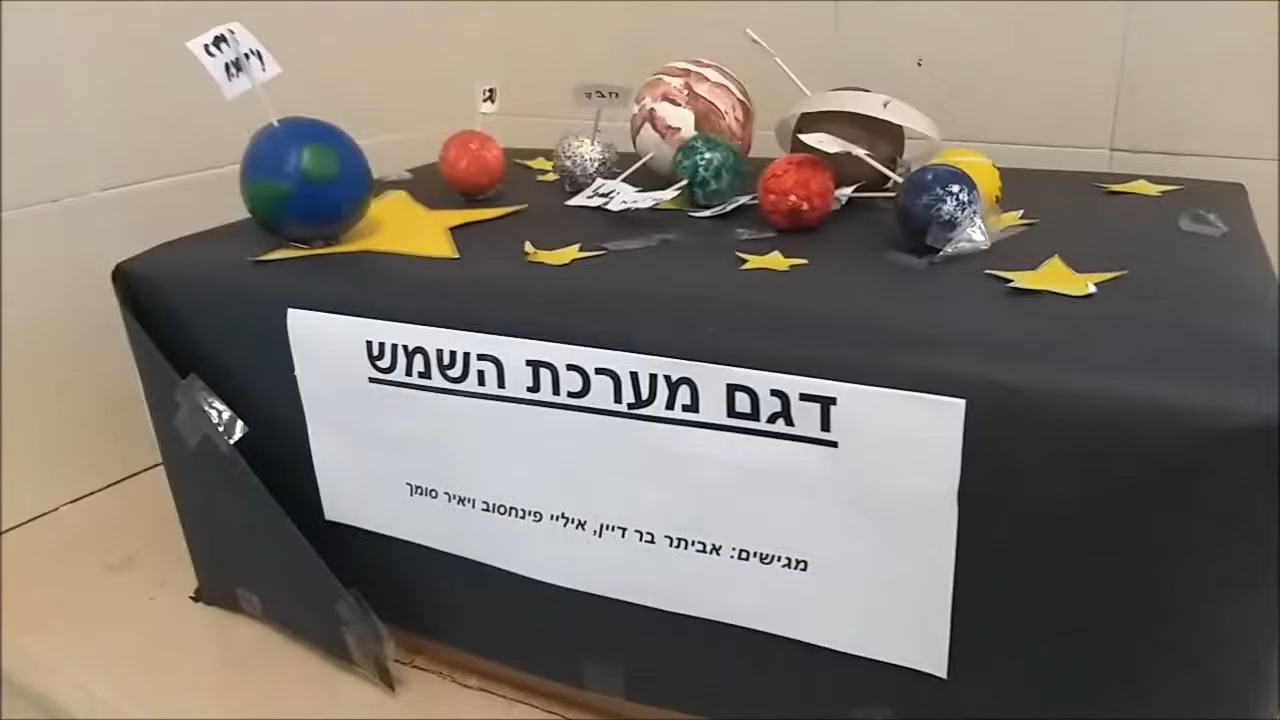 דגם מערכת השמש
מגישים: אביתר בר דיין, איליי פינחסוב ויאיר סומך